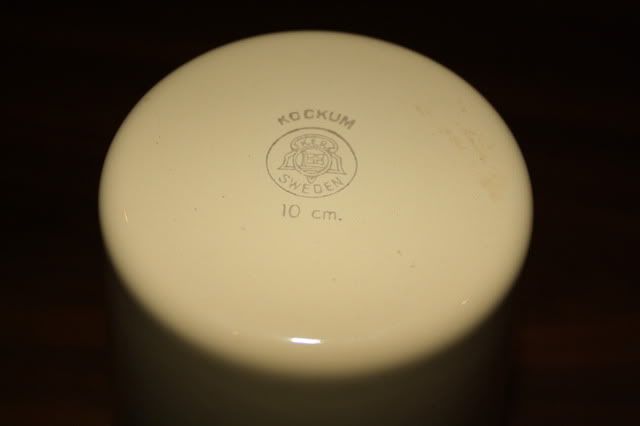 KOCKUM
K.E.R.
SWEDEN
10 cm.